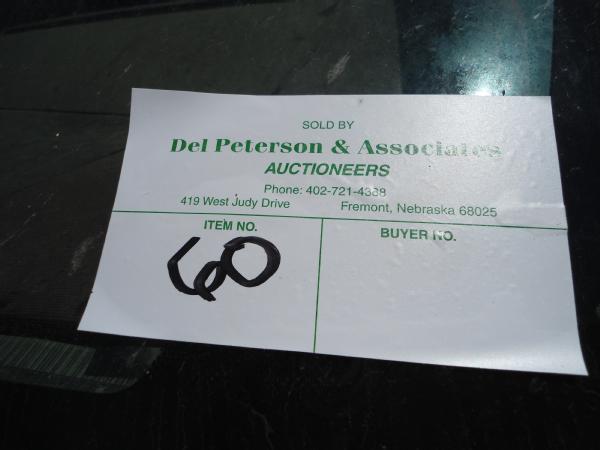 SOLD BY
Del Peterson & Associates
AUCTIONEERS
Phone: 402-721-4388
419 West Judy Drive Fremont, Nebraska 68025
ITEM NO. BUYER NO.
60